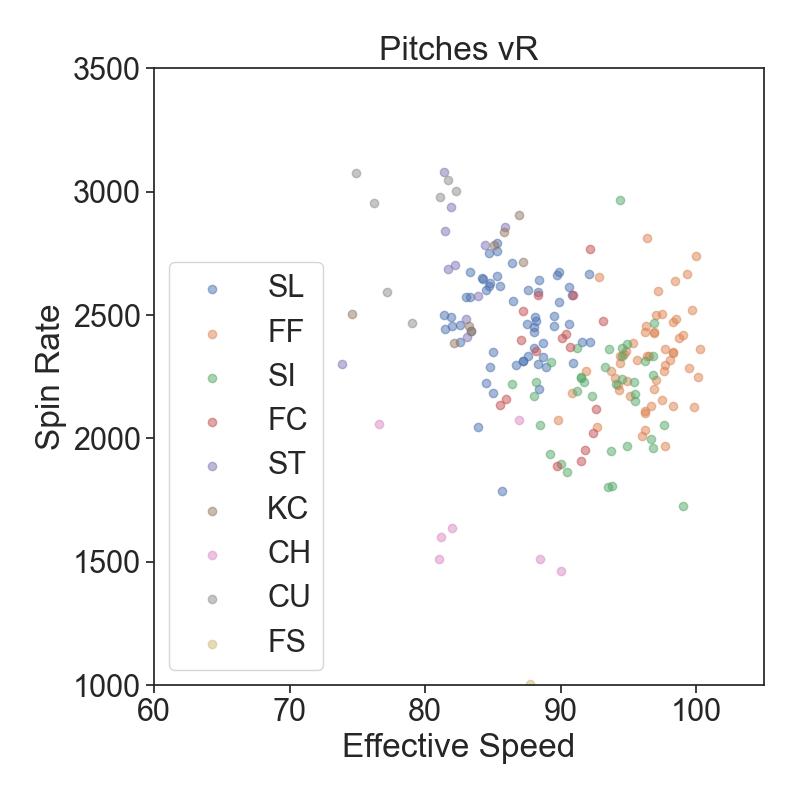 Pitches vR
3500
3000
2500
2000
1500
1000
Spin Rate
SL
FF
SI
FC
ST
KC
CH
CU
FS
60 70 80 90 100
Effective Speed